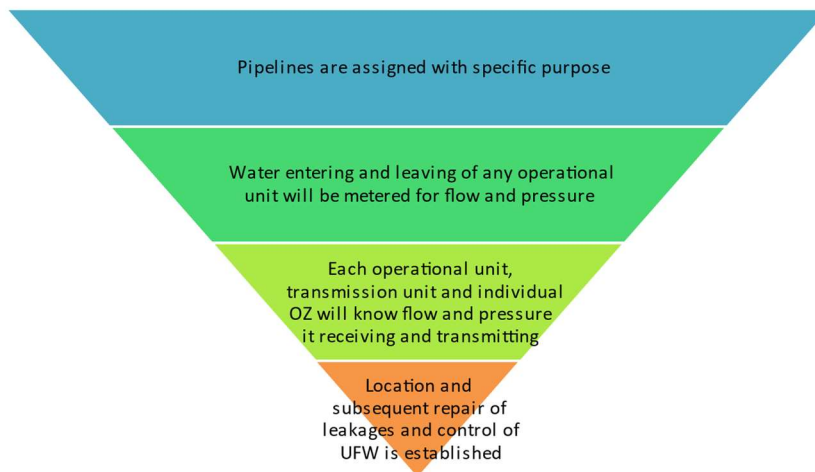 Pipelines are assigned with specific purpose
Water entering and leaving of any operational
unit will be metered for flow and pressure
Each operational unit,
transmission unit and individual
OZ will know flow and pressure
it receiving and transmitting
Location and
subsequent repair of
leakages and control of
UFW is established